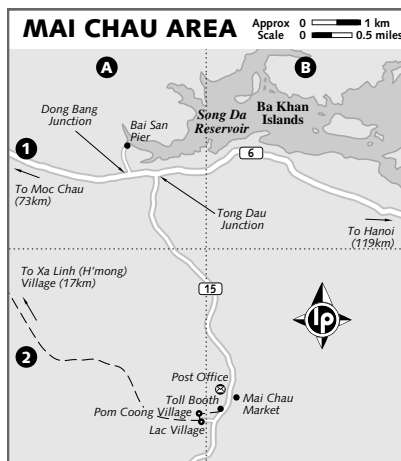 MAI CHAU AREA
Approx 0 1 km
Scale 0 0.5 miles
A
B
Dong Bang
Junction
Bai San
Pier
Song Da
Reservoir
Ba Khan
Islands
1
6
To Moc Chau
(73km)
Tong Dau
Junction
To Hanoi
(119km)
To Xa Linh (H'mong)
Village (17km)
15
lp
2
Post Office
Toll Booth
Mai Chau
Market
Pom Coong Village
Lac Village